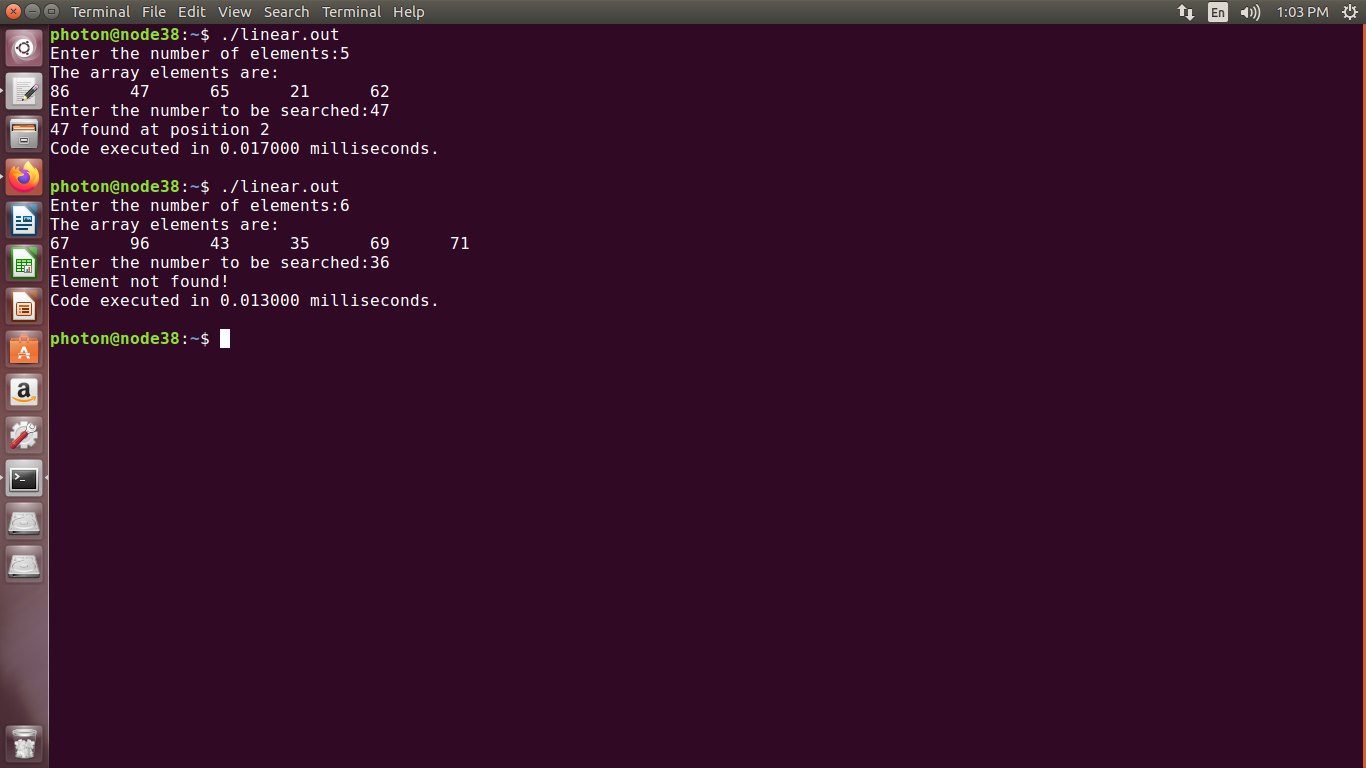 Terminal File Edit View Search Terminal Help En 1:03 PM
photon@node38:~$ ./linear.out
Enter the number of elements:5
The array elements are:
86 47 65 21 62
Enter the number to be searched:47
47 found at position 2
Code executed in 0.017000 milliseconds.
photon@node38:~$ ./linear.out
Enter the number of elements:6
The array elements are:
67 96 43 35 69 71
Enter the number to be searched:36
Element not found!
Code executed in 0.013000 milliseconds.
photon@node38:~$